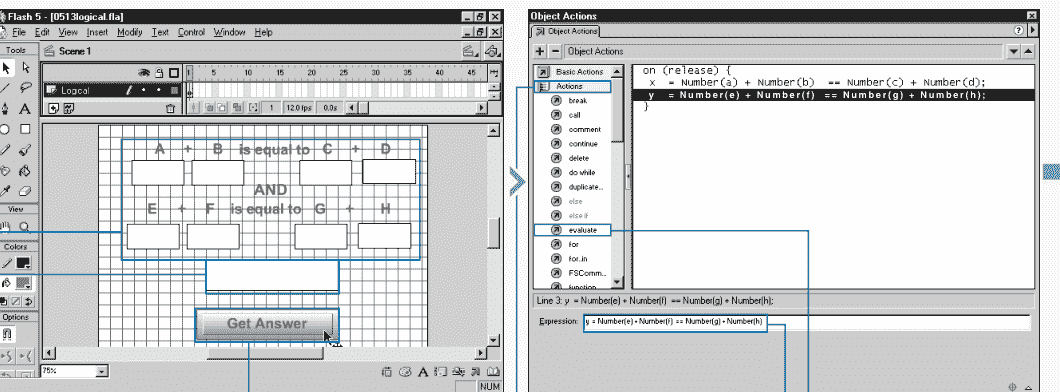 Flash 5 - [0513logical.fla]
File Edit View Insert Modify Text Control Window Help
Tools
Scene 1
1 5 10 15 20 25 30 35 40 45
Logical
1 12.0 fps 0.0s
A + B is equal to C + D
AND
E + F is equal to G + H
View
Colors
Options
Get Answer
75%
NUM
Object Actions
Object Actions
Object Actions
Basic Actions
Actions
break
call
comment
continue
delete
do while
duplicate...
else
else if
evaluate
for
for..in
FSComm...
function
on (release) {
x = Number(a) + Number(b) == Number(c) + Number(d);
y = Number(e) + Number(f) == Number(g) + Number(h);
}
Line 3: y = Number(e) + Number(f) == Number(g) + Number(h);
Expression: y = Number(e) + Number(f) == Number(g) + Number(h)